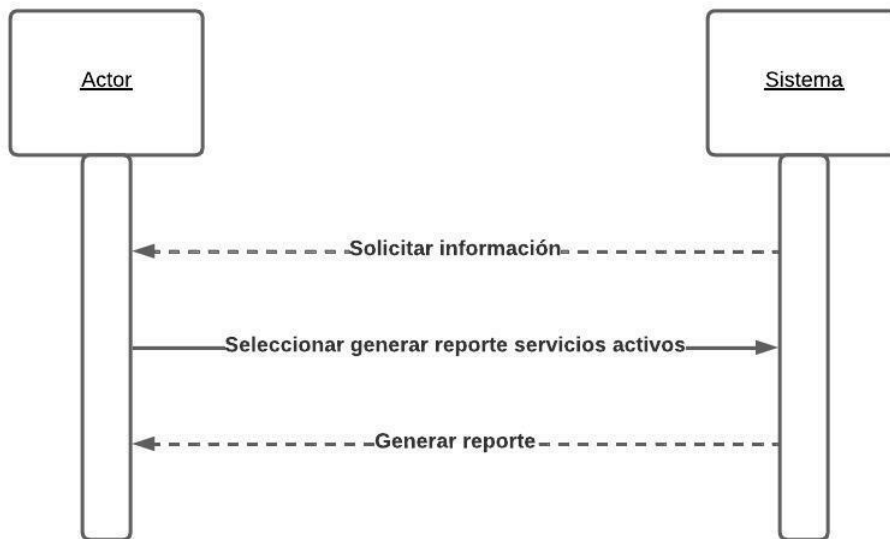 Actor
Sistema
Solicitar información
Seleccionar generar reporte servicios activos
Generar reporte